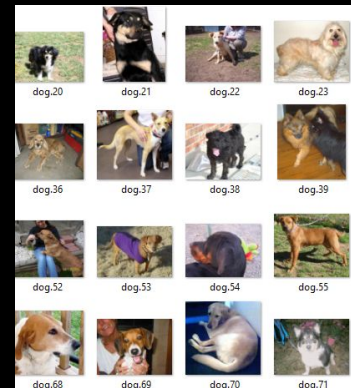 dog.20 dog.21 dog.22 dog.23
dog.36 dog.37 dog.38 dog.39
dog.52 dog.53 dog.54 dog.55
dog.68 dog.69 dog.70 dog.71